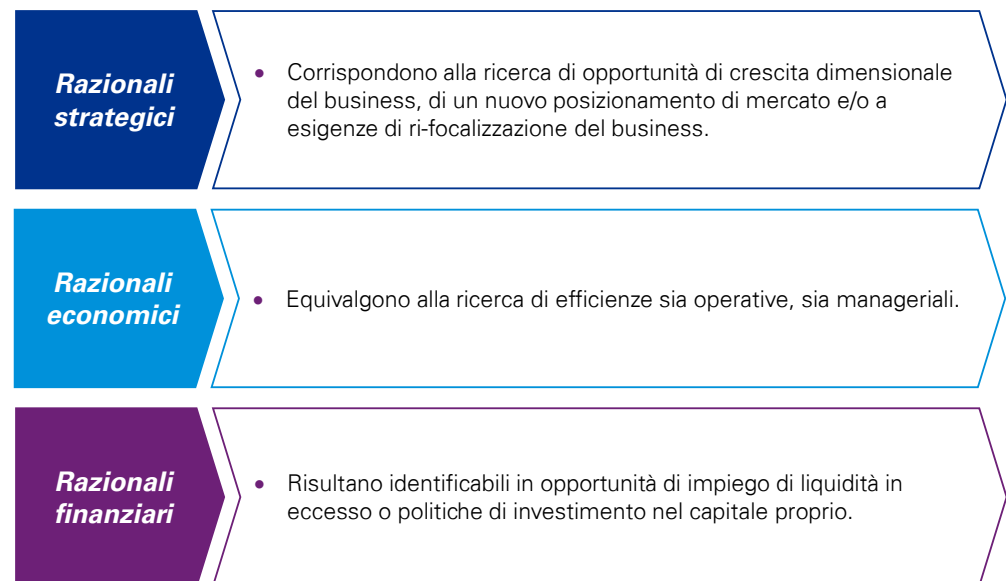 Razionali
strategici
• Corrispondono alla ricerca di opportunità di crescita dimensionale
del business, di un nuovo posizionamento di mercato e/o a
esigenze di ri-focalizzazione del business.
Razionali
economici
• Equivalgono alla ricerca di efficienze sia operative, sia manageriali.
Razionali
finanziari
• Risultano identificabili in opportunità di impiego di liquidità in
eccesso o politiche di investimento nel capitale proprio.